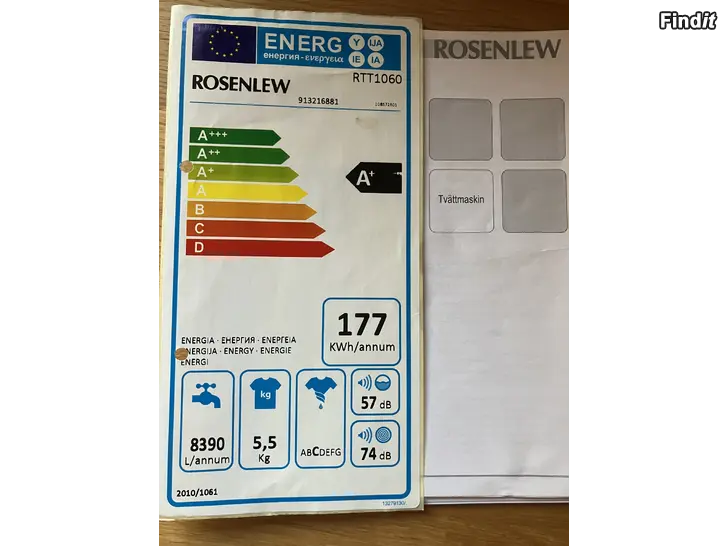 Findit
ENERG
енергия · ενεργεια
Y
IJA
IE
IA
ROSENLEW
RTT1060
913216881
A+++
A++
A+
A
B
C
D
A+
177
KWh/annum
ENERGIA · ЕНЕРГИЯ · ΕΝΕΡΓΕΙΑ
ENERGIJA · ENERGY · ENERGIE
ENERGI
kg
8390
L/annum
5,5
Kg
ABCDEFG
57 dB
74 dB
2010/1061
ROSENLEW
Tvättmaskin